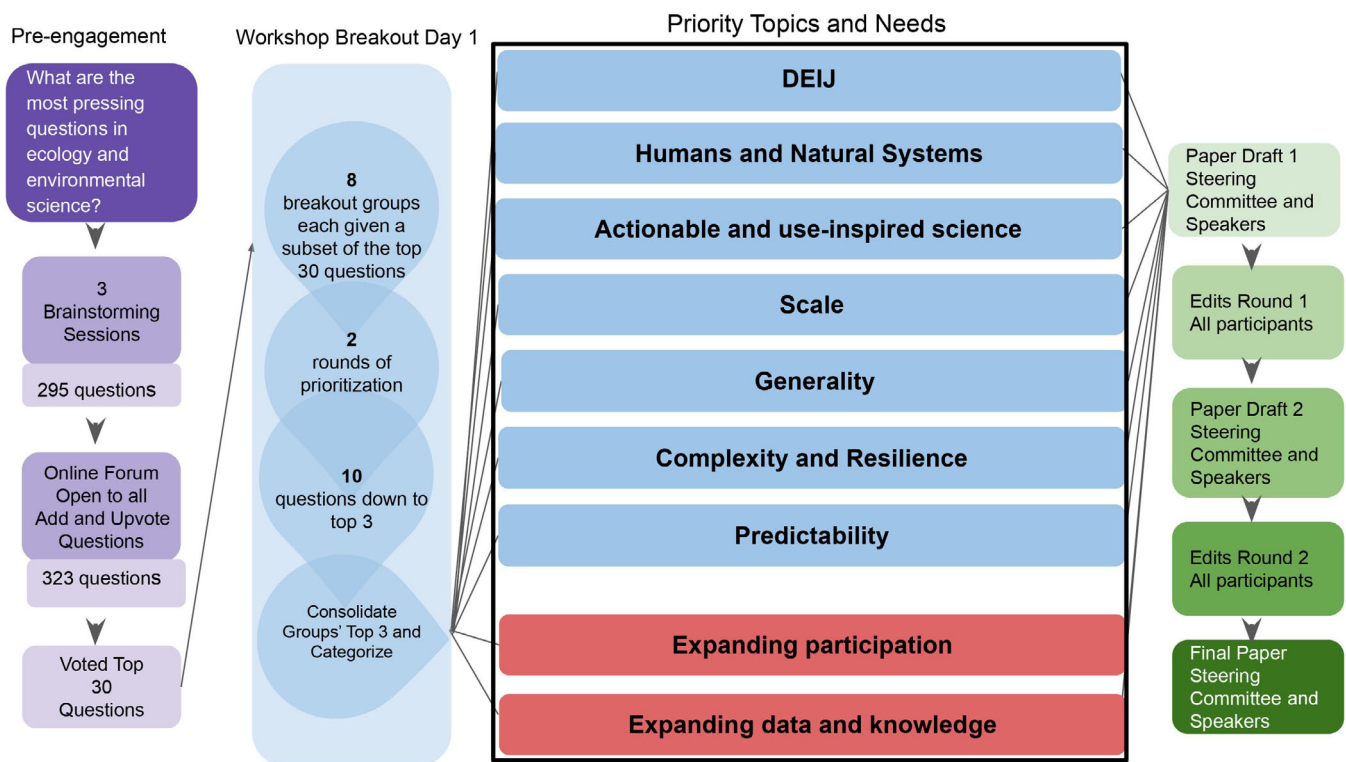 Pre-engagement
What are the
most pressing
questions in
ecology and
environmental
science?
3
Brainstorming
Sessions
295 questions
Online Forum
Open to all
Add and Upvote
Questions
323 questions
Voted Top
30
Questions
Workshop Breakout Day 1
8
breakout groups
each given a
subset of the top
30 questions
2
rounds of
prioritization
10
questions down to
top 3
Consolidate
Groups' Top 3 and
Categorize
Priority Topics and Needs
DEIJ
Humans and Natural Systems
Actionable and use-inspired science
Scale
Generality
Complexity and Resilience
Predictability
Expanding participation
Expanding data and knowledge
Paper Draft 1
Steering
Committee and
Speakers
Edits Round 1
All participants
Paper Draft 2
Steering
Committee and
Speakers
Edits Round 2
All participants
Final Paper
Steering
Committee and
Speakers